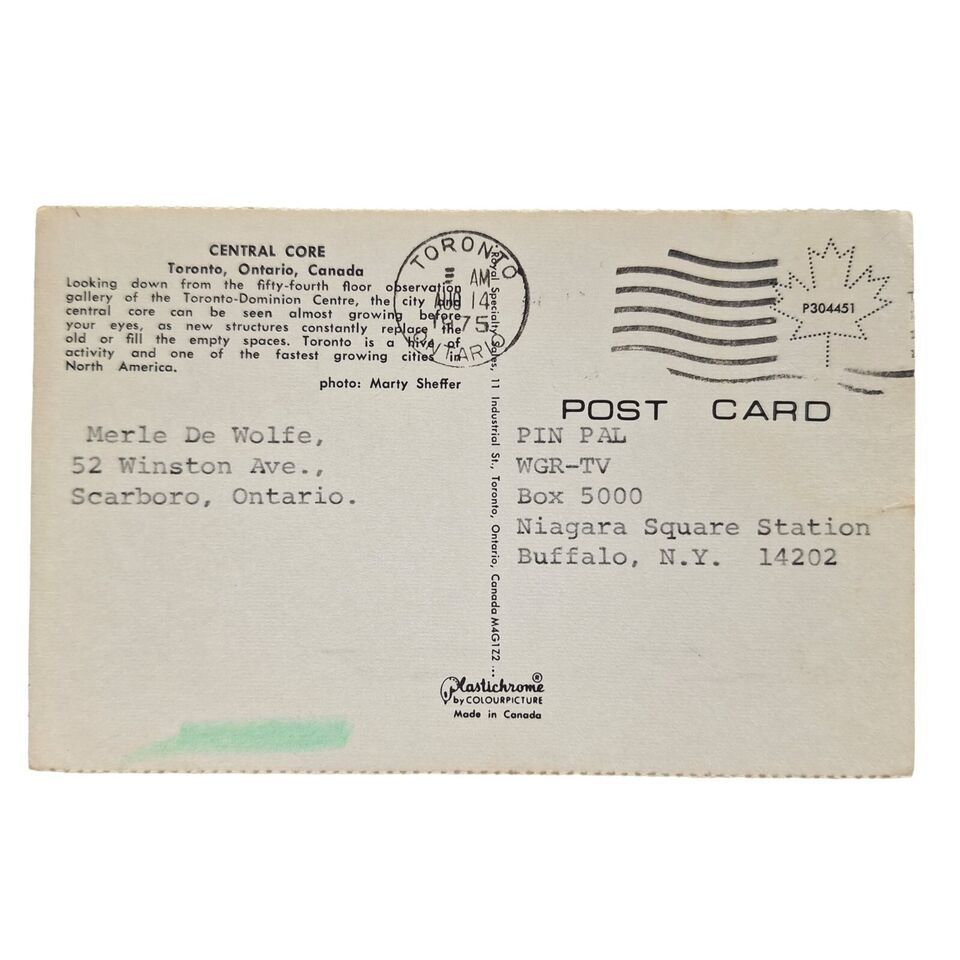 CENTRAL CORE
Toronto, Ontario, Canada
Looking down from the fifty-fourth floor observation
gallery of the Toronto-Dominion Centre, the city and
central core can be seen almost growing before
your eyes, as new structures constantly replace the
old or fill the empty spaces. Toronto is a hive of
activity and one of the fastest growing cities in
North America.
photo: Marty Sheffer
TORONTO
AM
AUG 14
1975
ONTARIO
P304451
POST CARD
Merle De Wolfe,
52 Winston Ave.,
Scarboro, Ontario.
Royal Specialty Sales, 11 Industrial St., Toronto, Ontario, Canada M4G1Z2 ...
PIN PAL
WGR-TV
Box 5000
Niagara Square Station
Buffalo, N.Y. 14202
Plastichrome®
by COLOURPICTURE
Made in Canada